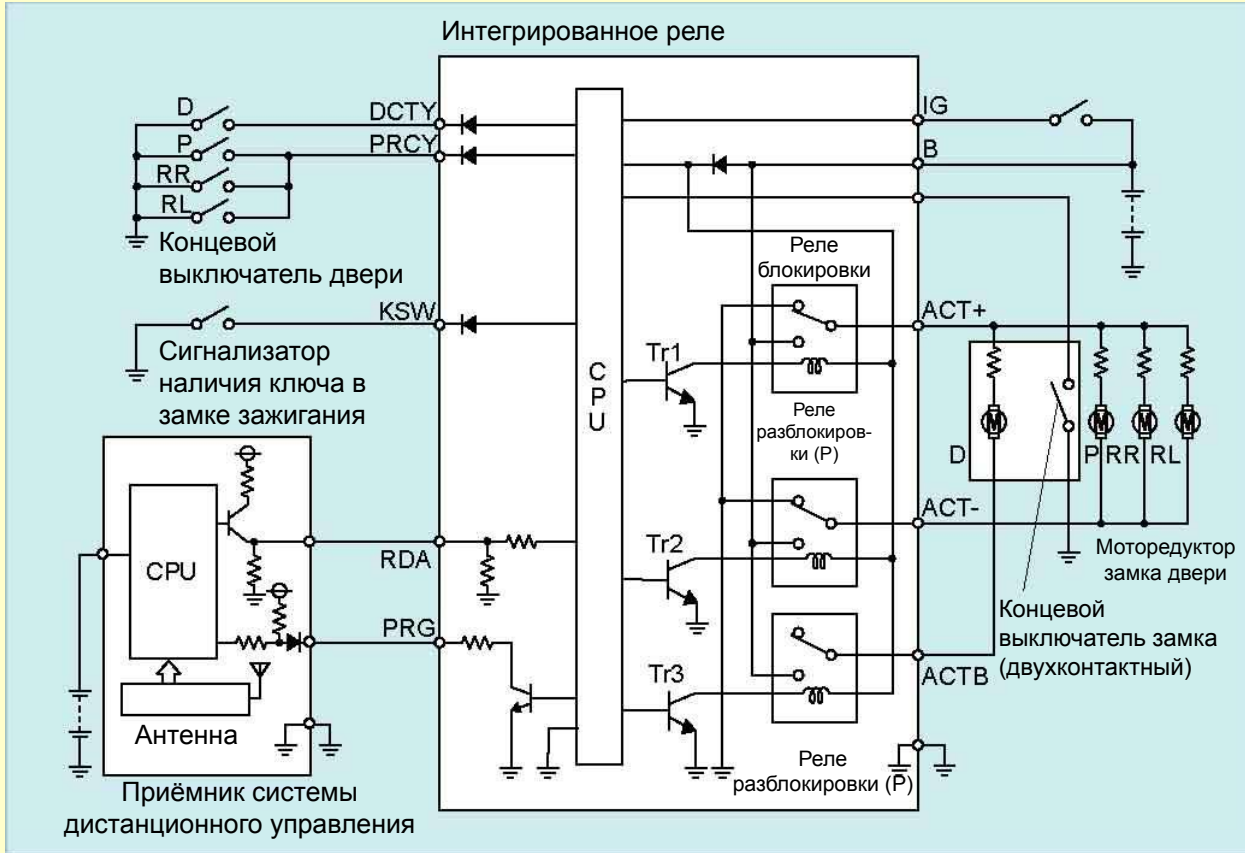 Интегрированное реле
D
DCTY
P
PRCY
RR
RL
Концевой
выключатель двери
KSW
Сигнализатор
наличия ключа в
замке зажигания
CPU
RDA
PRG
Антенна
Приёмник системы
дистанционного управления
CPU
Tr1
Tr2
Tr3
Реле
блокировки
Реле
разблокиров-
ки (Р)
Реле
разблокировки (Р)
IG
B
ACT+
ACT-
ACTB
M
M
M
M
D
P
RR
RL
Моторедуктор
замка двери
Концевой
выключатель замка
(двухконтактный)